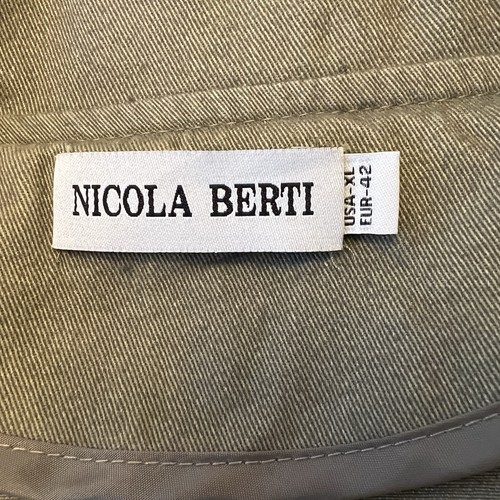 NICOLA BERTI
USA-XL
EUR-42